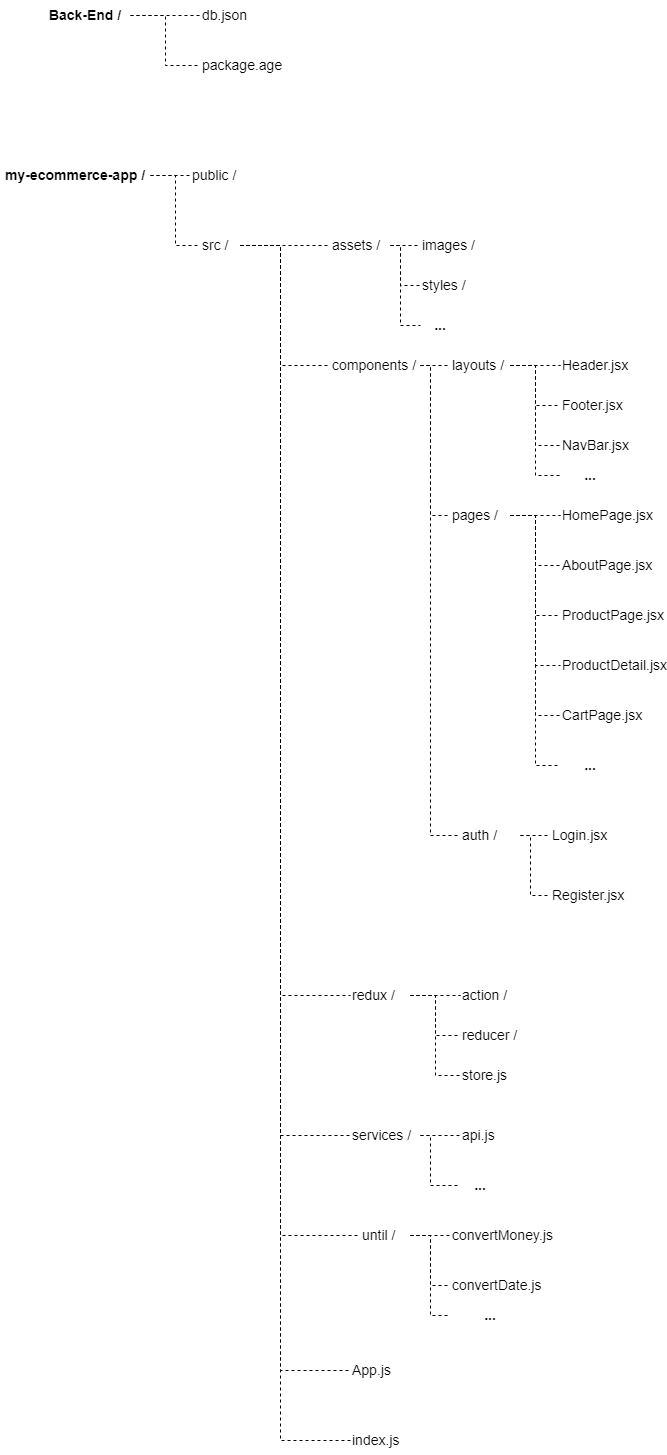 Back-End / db.json
package.age
my-ecommerce-app / public /
src / assets / images /
styles /
...
components / layouts / Header.jsx
Footer.jsx
NavBar.jsx
...
pages / HomePage.jsx
AboutPage.jsx
ProductPage.jsx
ProductDetail.jsx
CartPage.jsx
...
auth / Login.jsx
Register.jsx
redux / action /
reducer /
store.js
services / api.js
...
until / convertMoney.js
convertDate.js
...
App.js
index.js